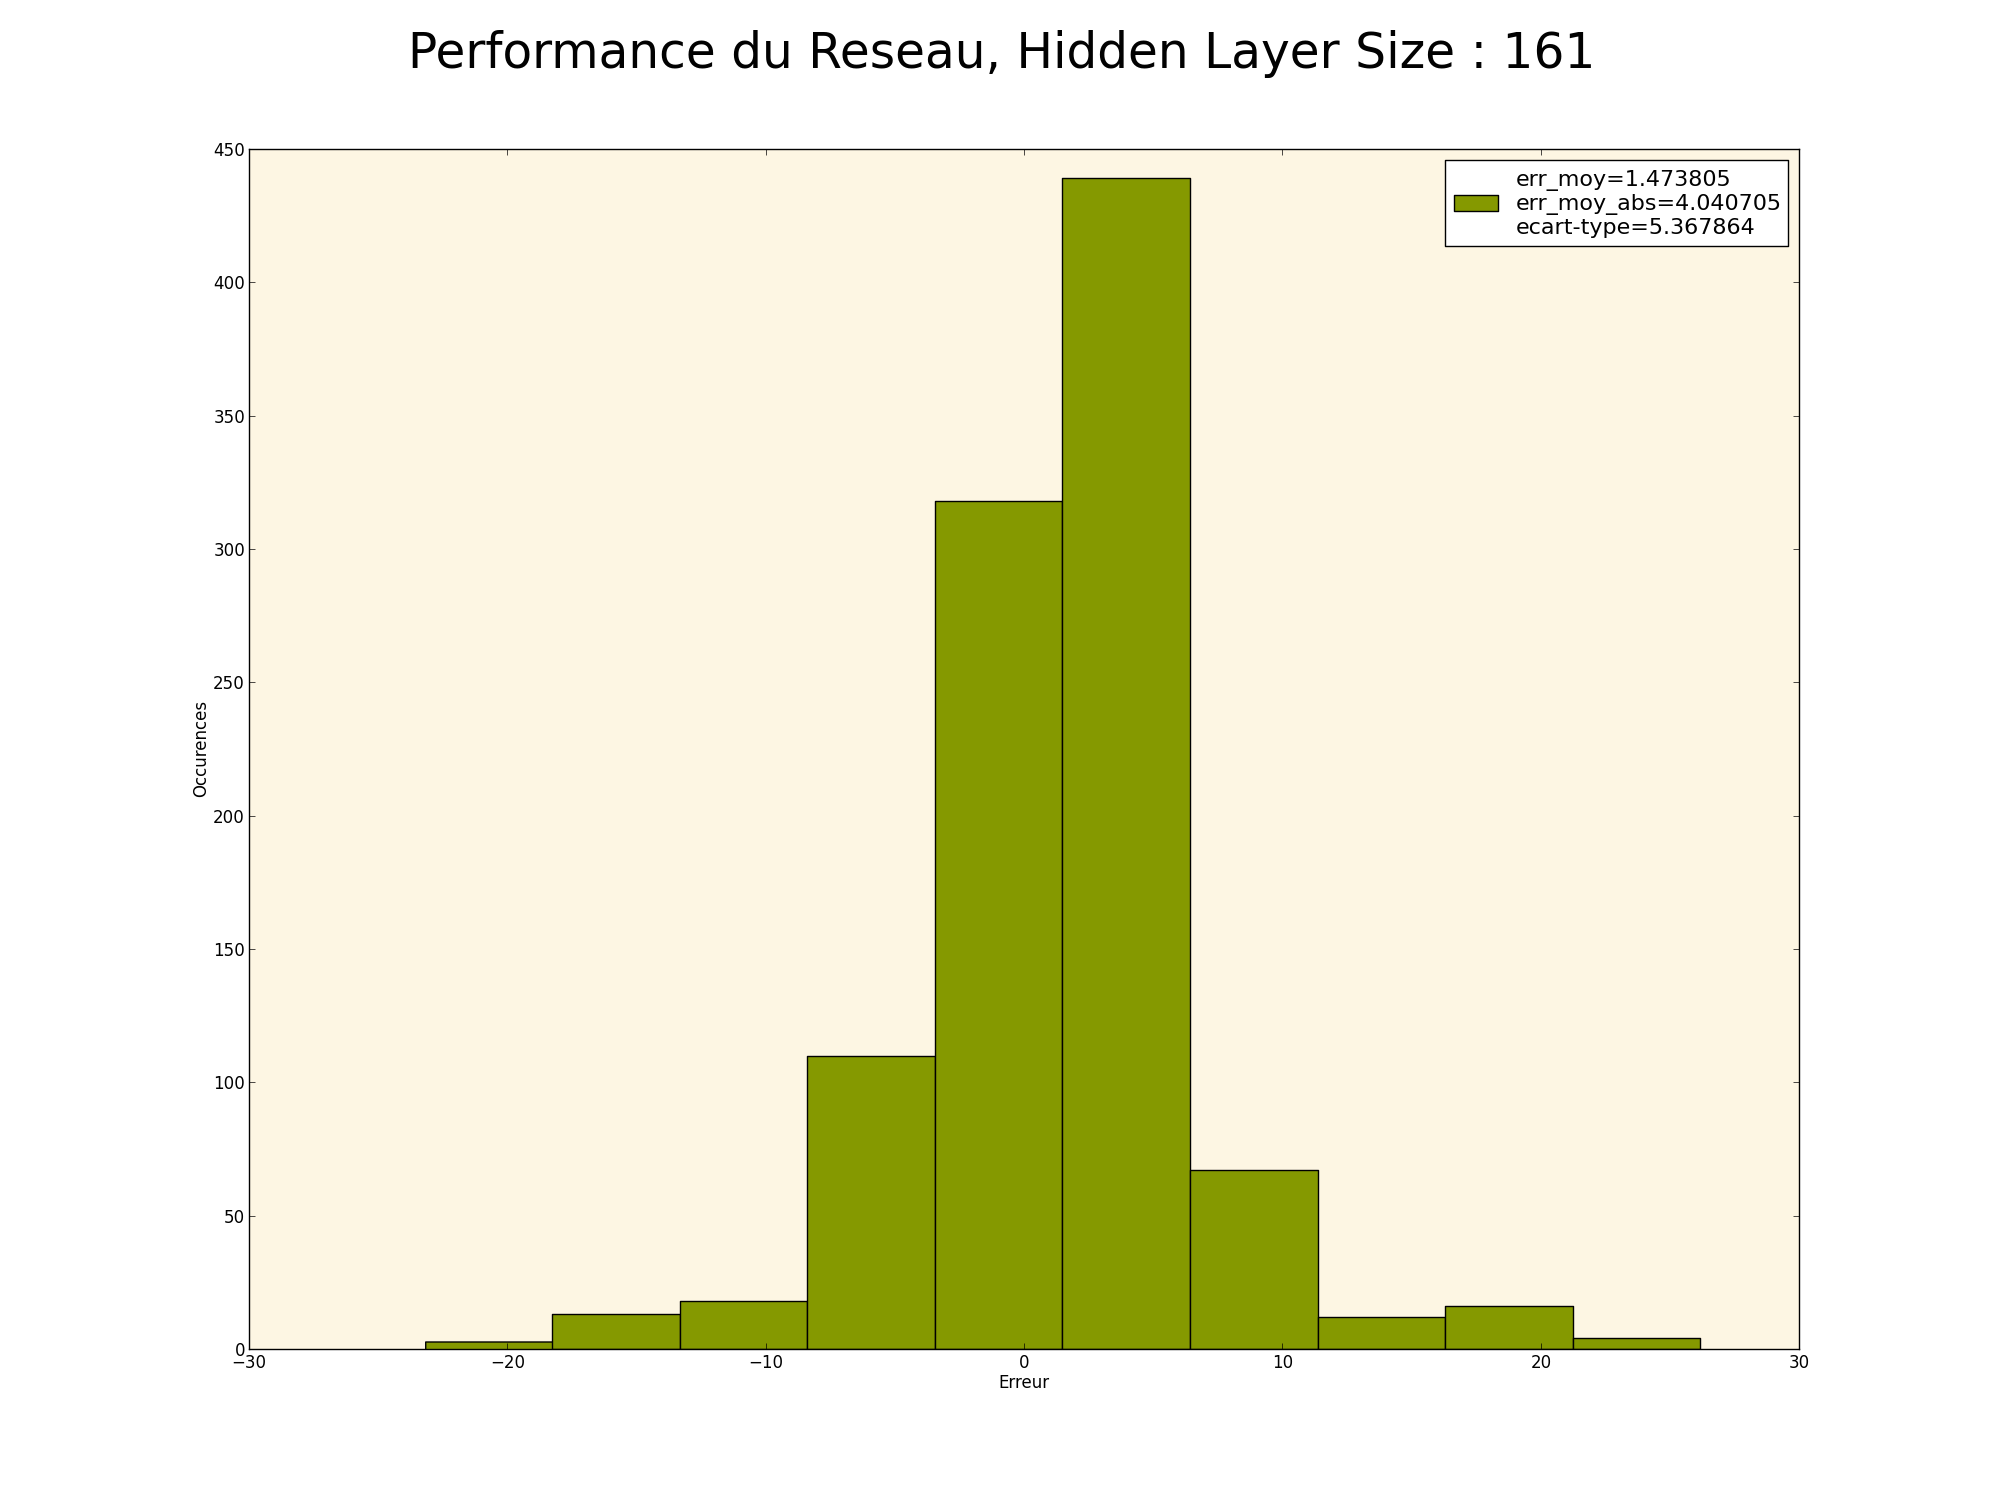 Performance du Reseau, Hidden Layer Size : 161
450
400
350
300
250
200
150
100
50
0
Occurences
err_moy=1.473805
err_moy_abs=4.040705
ecart-type=5.367864
−30 −20 −10 0 10 20 30
Erreur